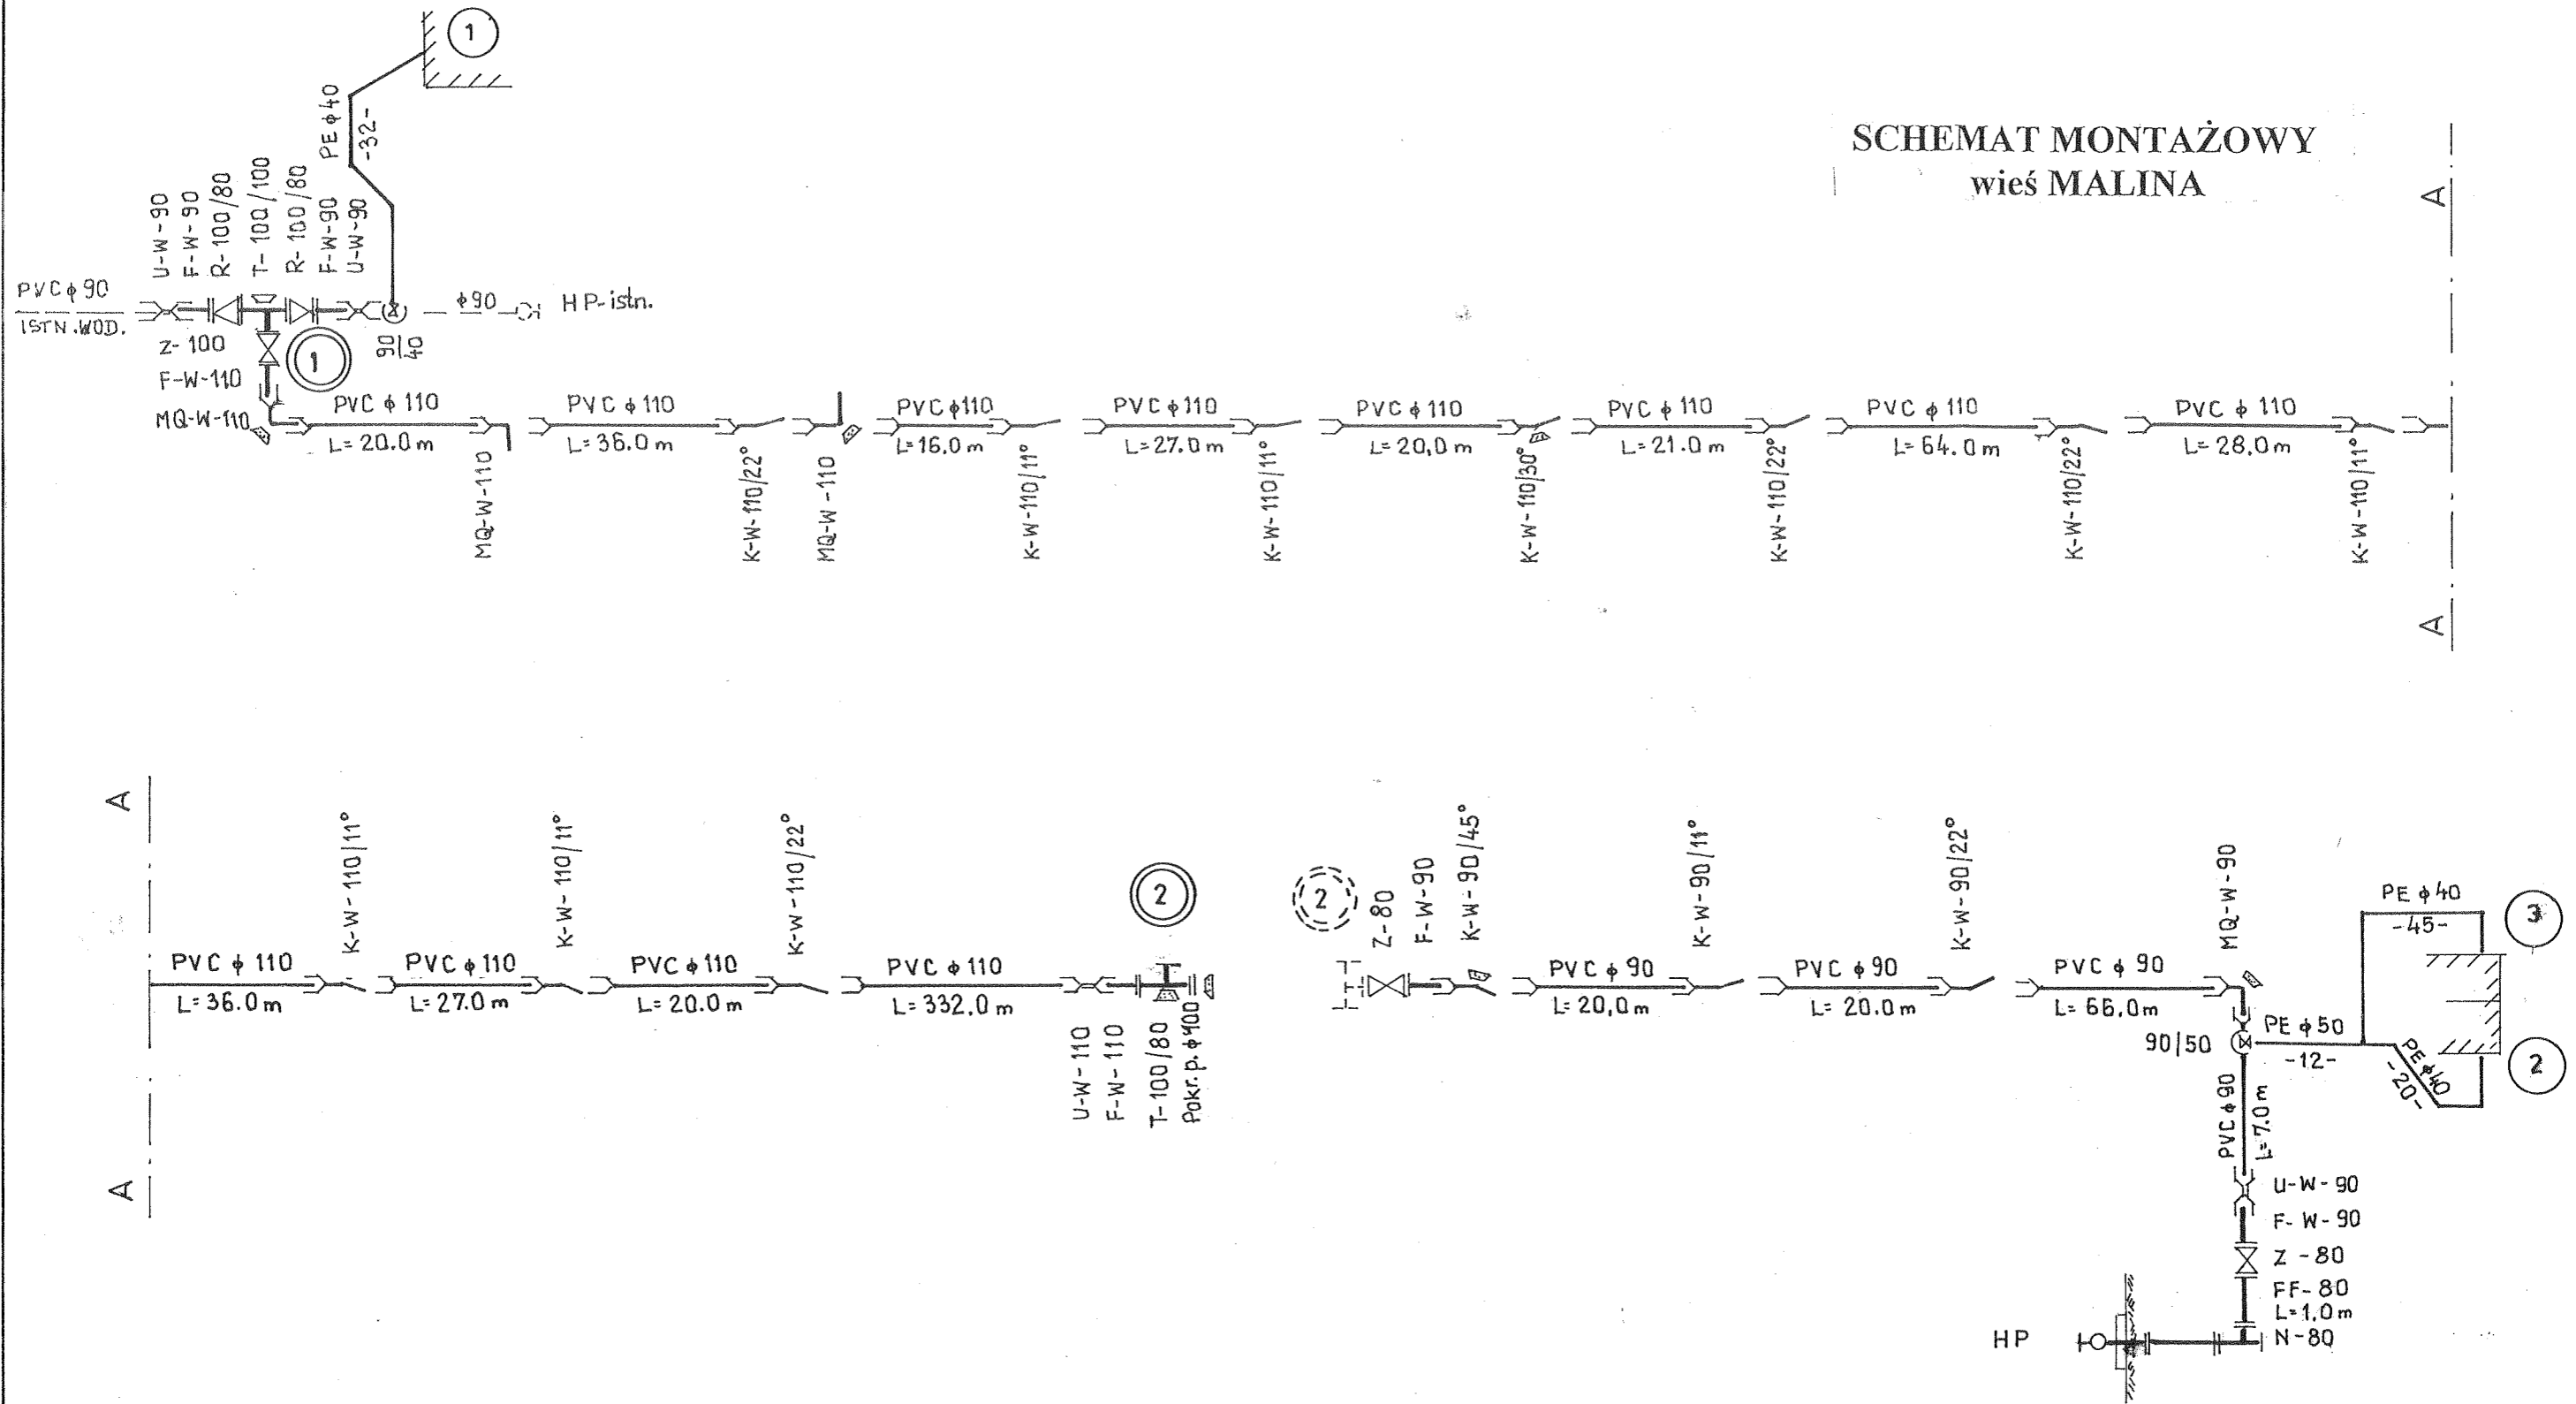 SCHEMAT MONTAŻOWY
wieś MALINA
1
PE ϕ 40
-32-
U-W-90
F-W-90
R-100/80
T-100/100
R-100/80
F-W-90
U-W-90
PVC ϕ 90
ISTN.WOD.
ϕ90
HP-istn.
Z-100
1
90/40
F-W-110
MQ-W-110
PVC ϕ 110
L=20.0 m
MQ-W-110
PVC ϕ 110
L=36.0 m
K-W-110/22°
MQ-W-110
PVC ϕ110
L=16.0 m
K-W-110/11°
PVC ϕ110
L=27.0 m
K-W-110/11°
PVC ϕ110
L=20,0 m
K-W-110/30°
PVC ϕ 110
L=21.0 m
K-W-110/22°
PVC ϕ 110
L=64.0 m
K-W-110/22°
PVC ϕ 110
L=28.0 m
K-W-110/11°
A
A
A
A
PVC ϕ 110
L=36.0 m
K-W-110/11°
PVC ϕ110
L=27.0 m
K-W-110/11°
PVC ϕ110
L=20.0 m
K-W-110/22°
PVC ϕ 110
L=332.0 m
U-W-110
F-W-110
T-100/80
Pokr.p.ϕ100
2
2
Z-80
F-W-90
K-W-90/45°
PVC ϕ 90
L=20,0 m
K-W-90/11°
PVC ϕ90
L=20.0 m
K-W-90/22°
PVC ϕ 90
L=66.0 m
MQ-W-90
90/50
PE ϕ50
-12-
PE ϕ40
-45-
3
PE ϕ40
-20-
2
PVC ϕ90
L=7.0 m
U-W-90
F-W-90
Z-80
FF-80
L=1.0 m
N-80
HP